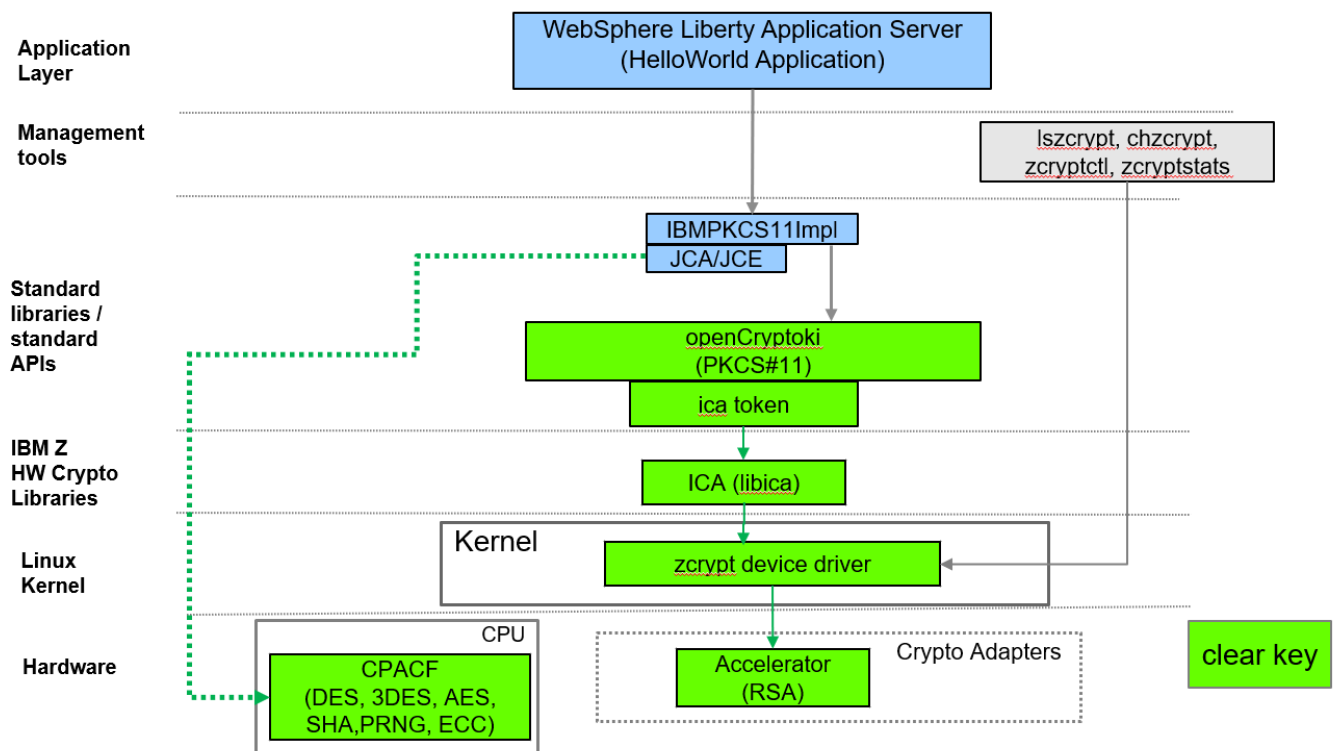 WebSphere Liberty Application Server
(HelloWorld Application)
Application
Layer
Management
tools
lszcrypt, chzcrypt,
zcryptctl, zcryptstats
IBMPKCS11Impl
JCA/JCE
Standard
libraries /
standard
APIs
openCryptoki
(PKCS#11)
ica token
IBM Z
HW Crypto
Libraries
ICA (libica)
Linux
Kernel
Kernel
zcrypt device driver
Hardware
CPU
CPACF
(DES, 3DES, AES,
SHA,PRNG, ECC)
Crypto Adapters
Accelerator
(RSA)
clear key